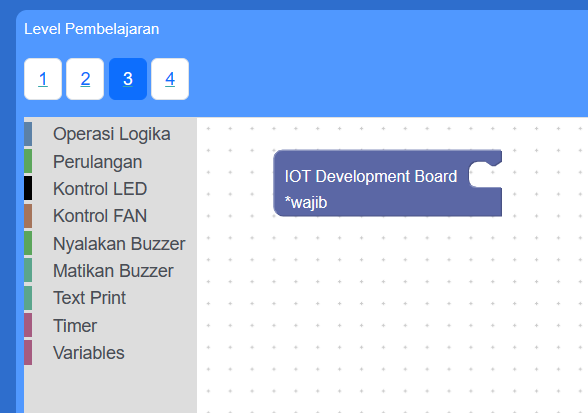 Level Pembelajaran
1 2 3 4
Operasi Logika
Perulangan
Kontrol LED
Kontrol FAN
Nyalakan Buzzer
Matikan Buzzer
Text Print
Timer
Variables
IOT Development Board
*wajib